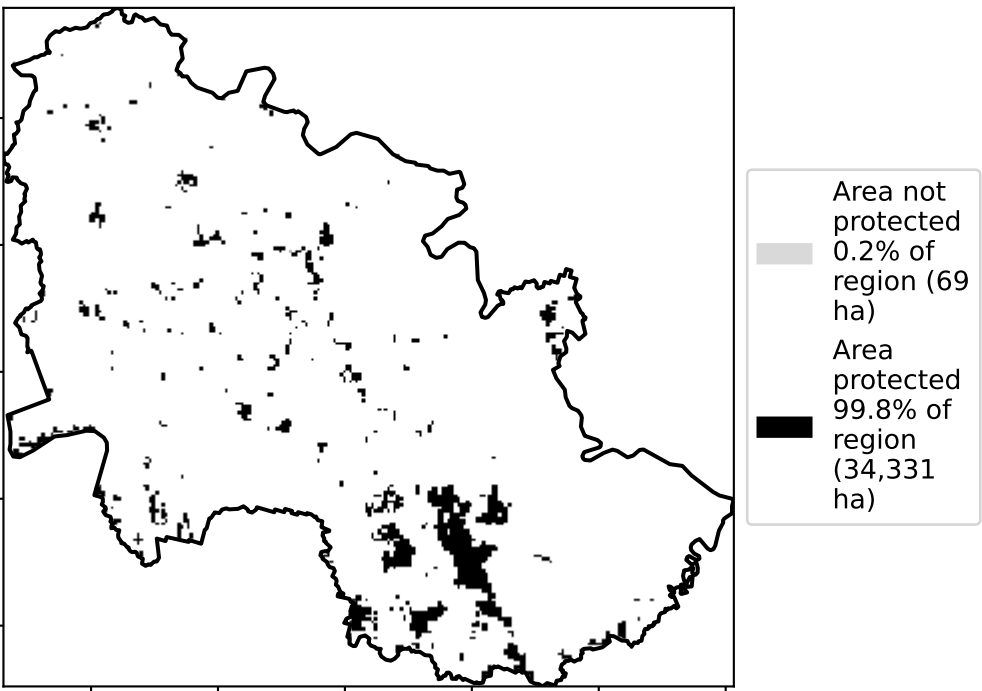 Area not
protected
0.2% of
region (69
ha)
Area
protected
99.8% of
region
(34,331
ha)